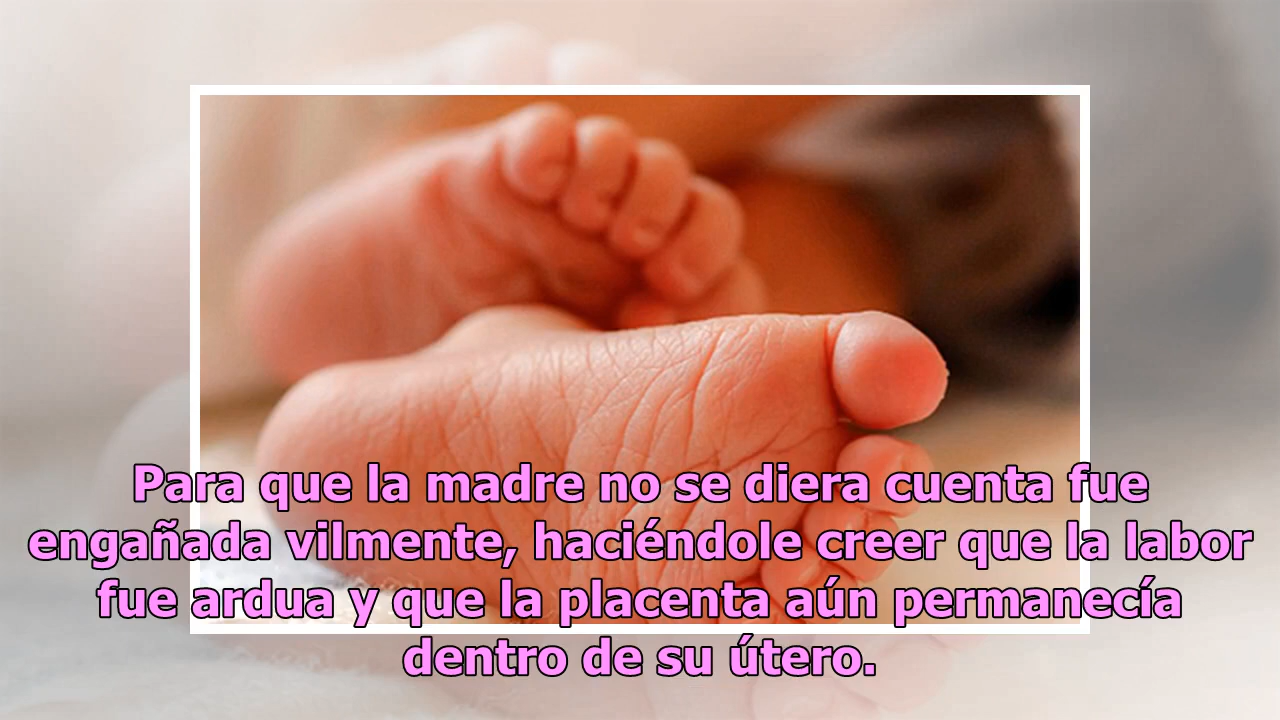 Para que la madre no se diera cuenta fue
engañada vilmente, haciéndole creer que la labor
fue ardua y que la placenta aún permanecía
dentro de su útero.